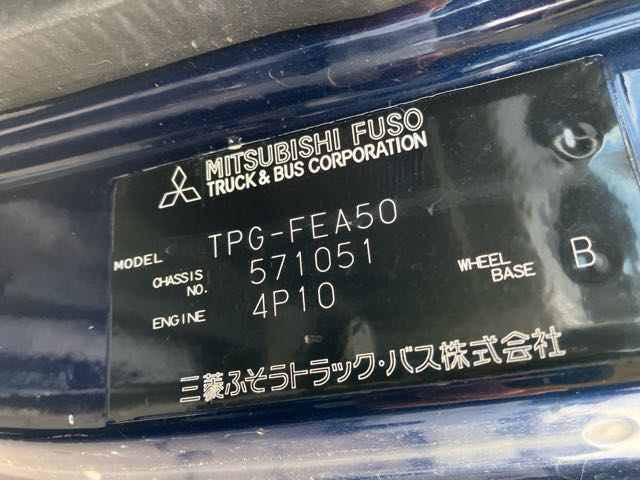 MITSUBISHI FUSO
TRUCK & BUS CORPORATION
MODEL TPG-FEA50
CHASSIS NO. 571051
ENGINE 4P10
WHEEL BASE B
三菱ふそうトラック・バス株式会社